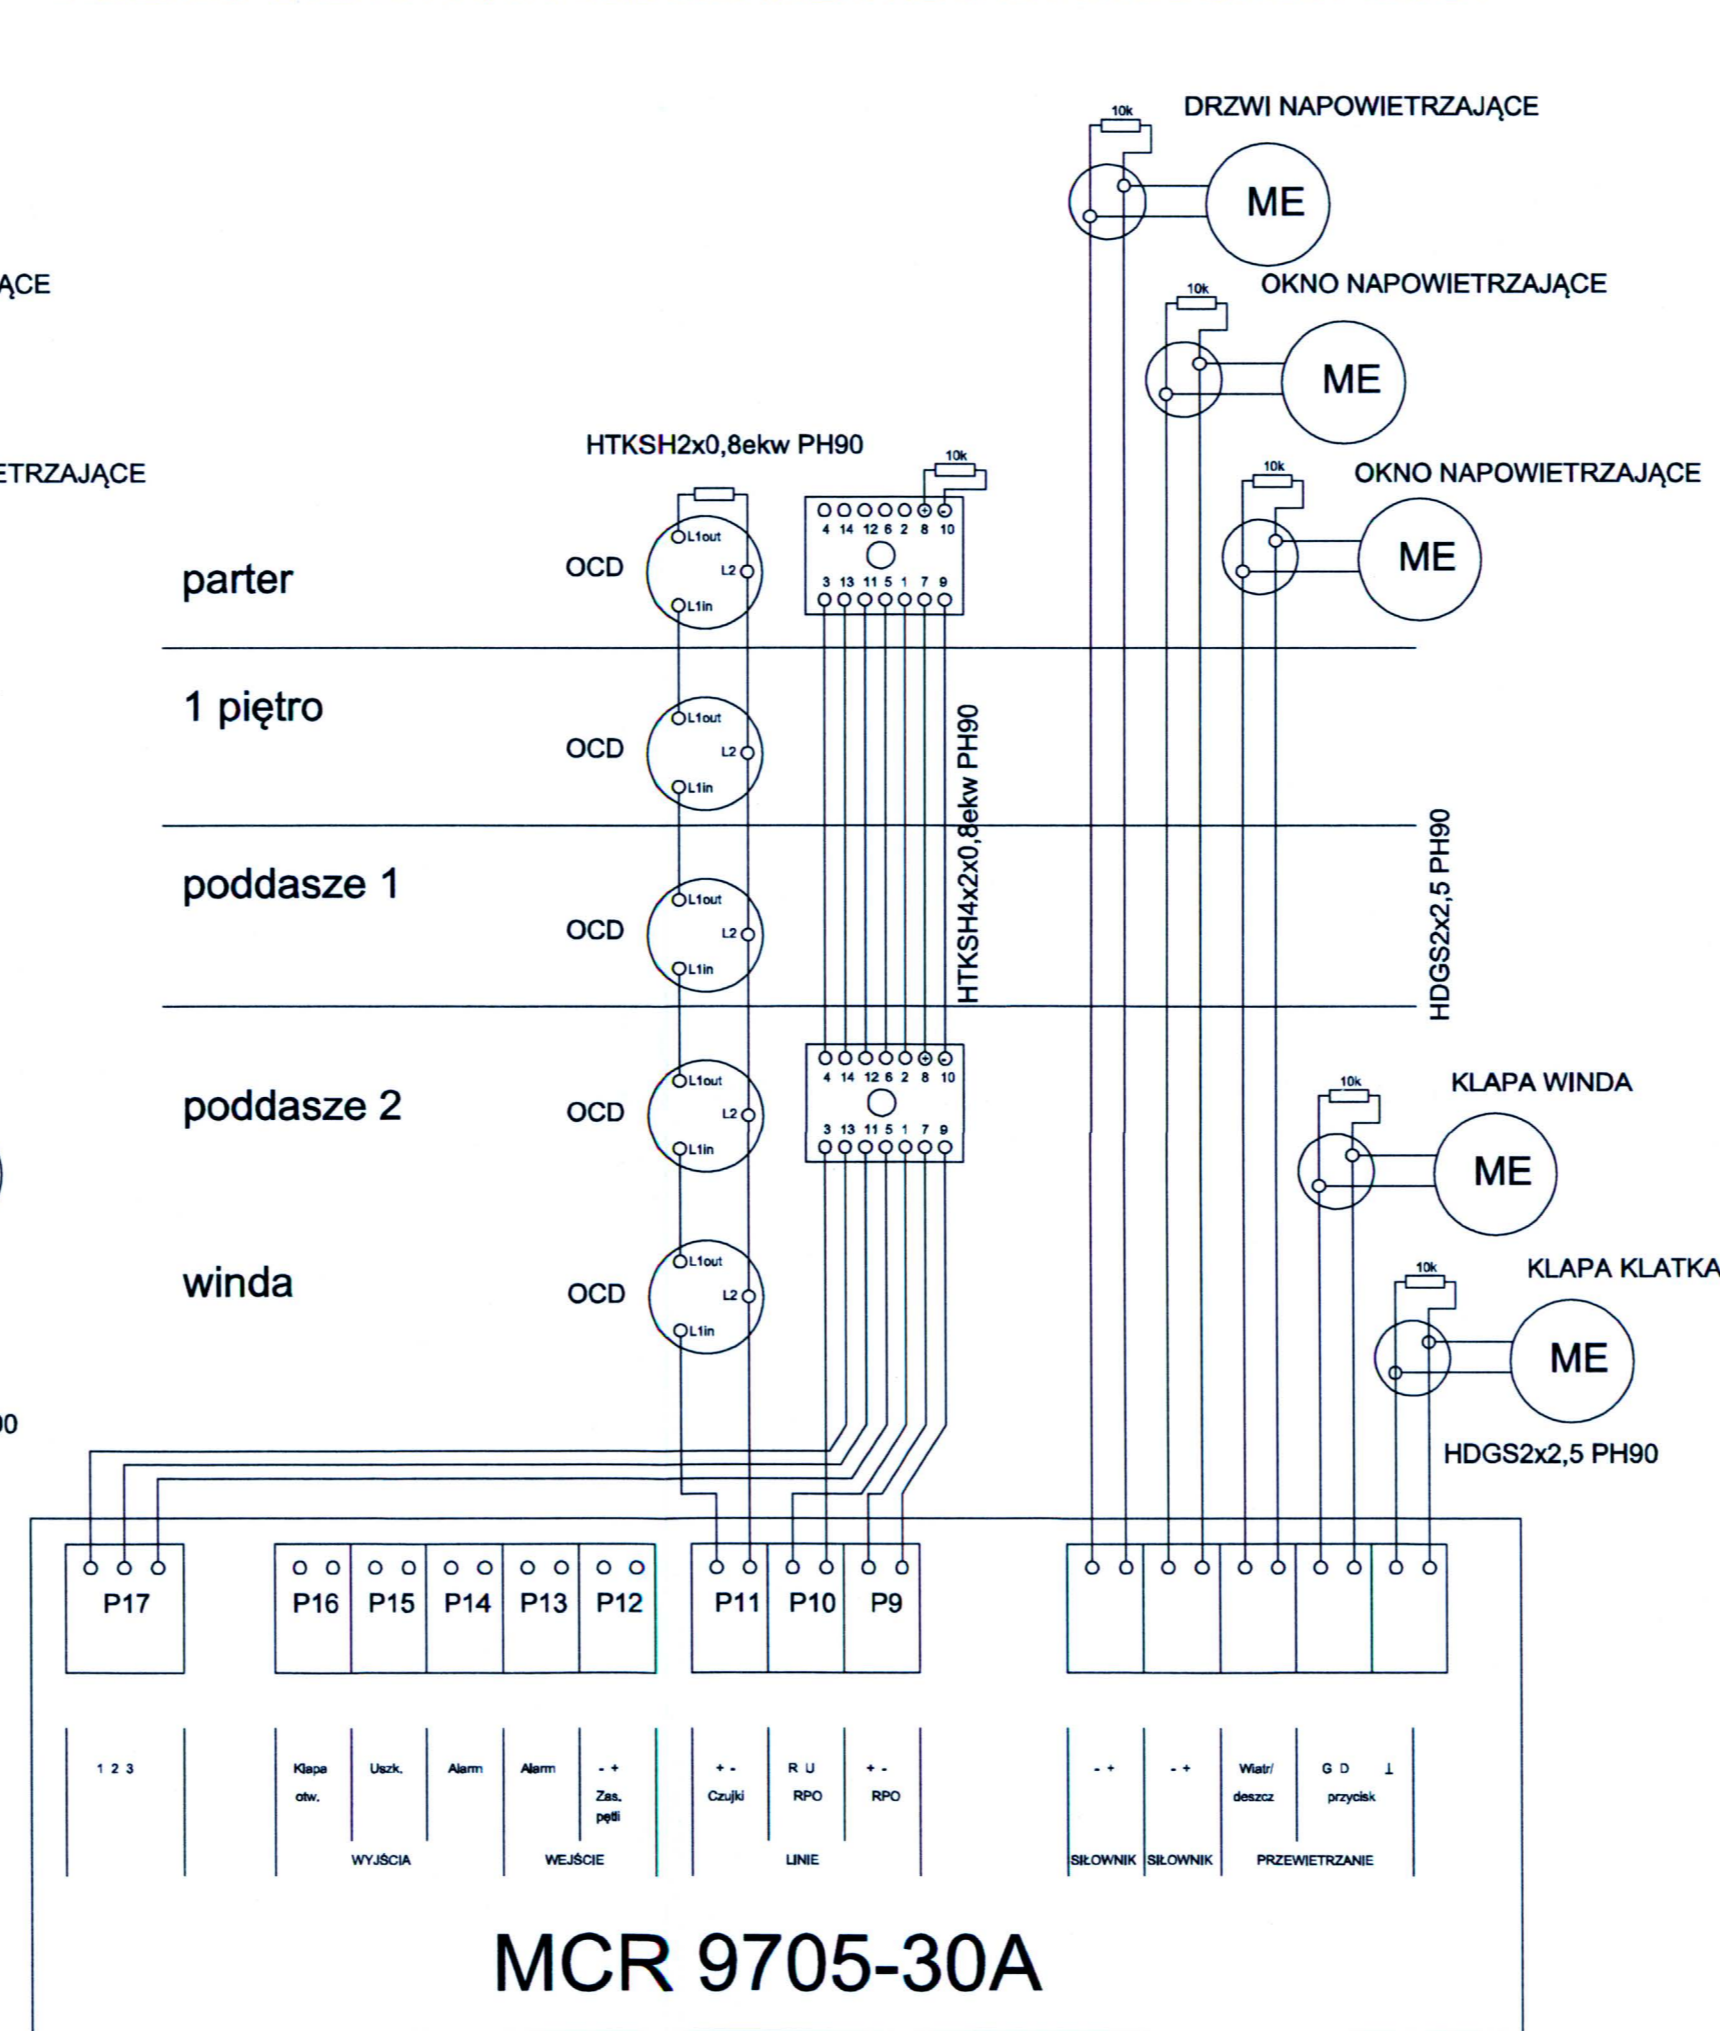 10k
DRZWI NAPOWIETRZAJĄCE
ME
ĄCE
10k
OKNO NAPOWIETRZAJĄCE
ME
ETRZAJĄCE
HTKSH2x0,8ekw PH90
10k
10k
OKNO NAPOWIETRZAJĄCE
ME
parter
OCD
L1out
L2
L1in
4 14 12 6 2 8 10
3 13 11 5 1 7 9
1 piętro
OCD
L1out
L2
L1in
HTKSH4x2x0,8ekw PH90
HDGS2x2,5 PH90
poddasze 1
OCD
L1out
L2
L1in
poddasze 2
OCD
L1out
L2
L1in
4 14 12 6 2 8 10
3 13 11 5 1 7 9
10k
KLAPA WINDA
ME
winda
OCD
L1out
L2
L1in
10k
KLAPA KLATKA
ME
00
HDGS2x2,5 PH90
P17 P16 P15 P14 P13 P12 P11 P10 P9
1 2 3
Klapa
otw.
Uszk.
Alarm
Alarm
- +
Zas.
pętli
+ -
Czujki
R U
RPO
+ -
RPO
- +
- +
Wiatr/
deszcz
G D ⊥
przycisk
WYJŚCIA WEJŚCIE LINIE SIŁOWNIK SIŁOWNIK PRZEWIETRZANIE
MCR 9705-30A